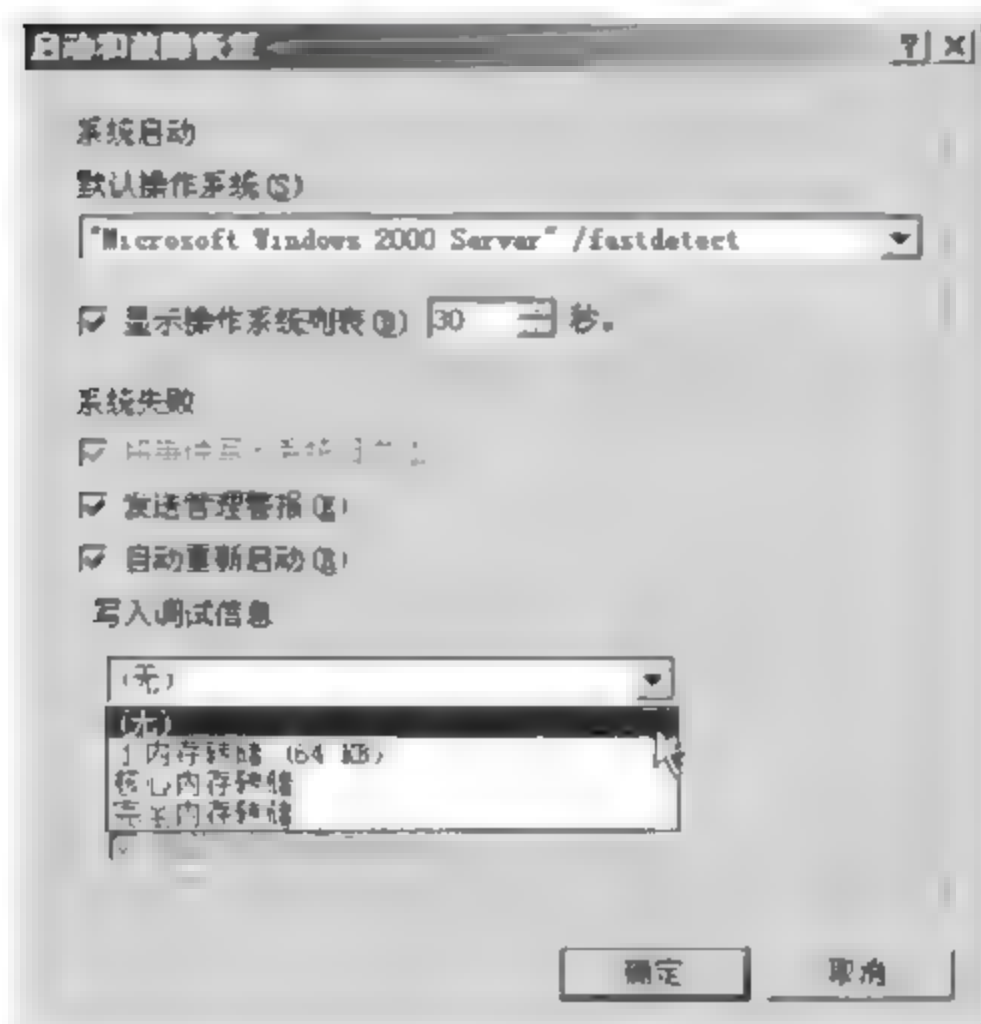 启动和故障恢复
系统启动
默认操作系统(S)
"Microsoft Windows 2000 Server" /fastdetect
显示操作系统列表(D) 30 秒。
系统失败
发送管理警报(E)
自动重新启动(R)
写入调试信息
(无)
(无)
内存转储 (64 KB)
核心内存转储
完全内存转储
确定 取消